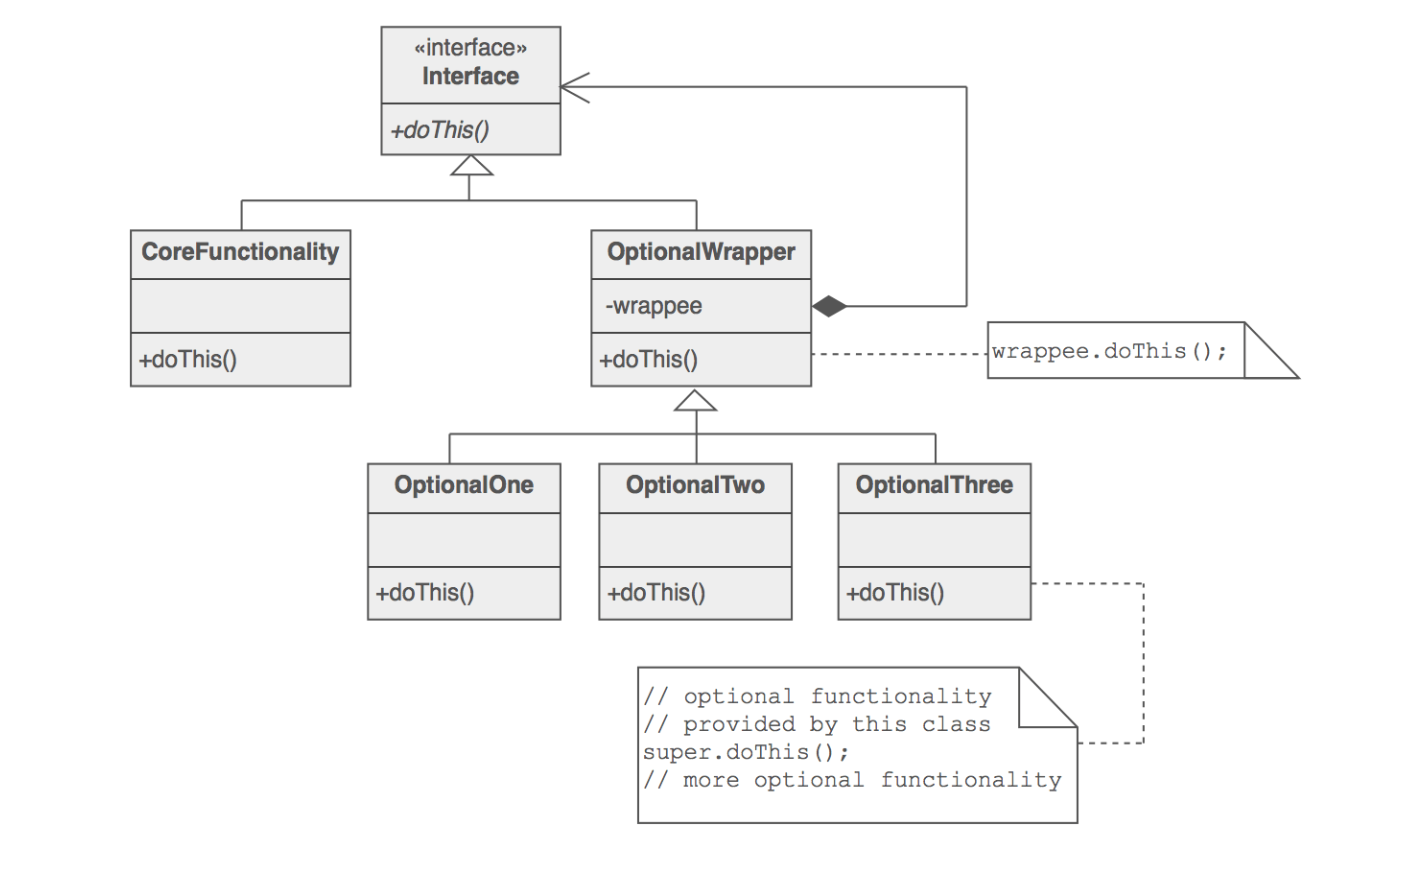 «interface»
Interface
+doThis()
CoreFunctionality
+doThis()
OptionalWrapper
-wrappee
+doThis()
wrappee.doThis();
OptionalOne
+doThis()
OptionalTwo
+doThis()
OptionalThree
+doThis()
// optional functionality
// provided by this class
super.doThis();
// more optional functionality